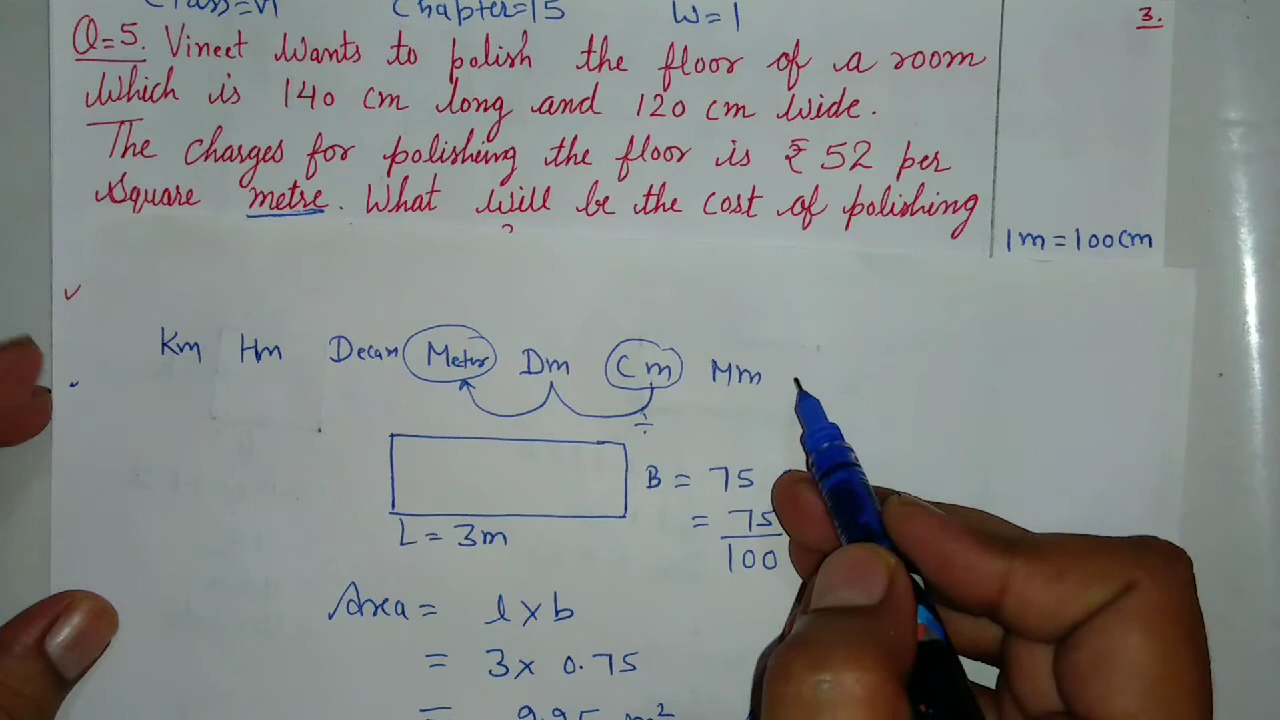 Class=VI Chapter=15 W=1
3.
Q=5. Vineet wants to polish the floor of a room
which is 140 cm long and 120 cm wide.
The charges for polishing the floor is ₹ 52 per
square metre. What will be the cost of polishing
1m=100cm
Km Hm Decam Meter Dm Cm Mm
÷
B = 75
= 75
100
L = 3m
Area = l x b
= 3 x 0.75
=